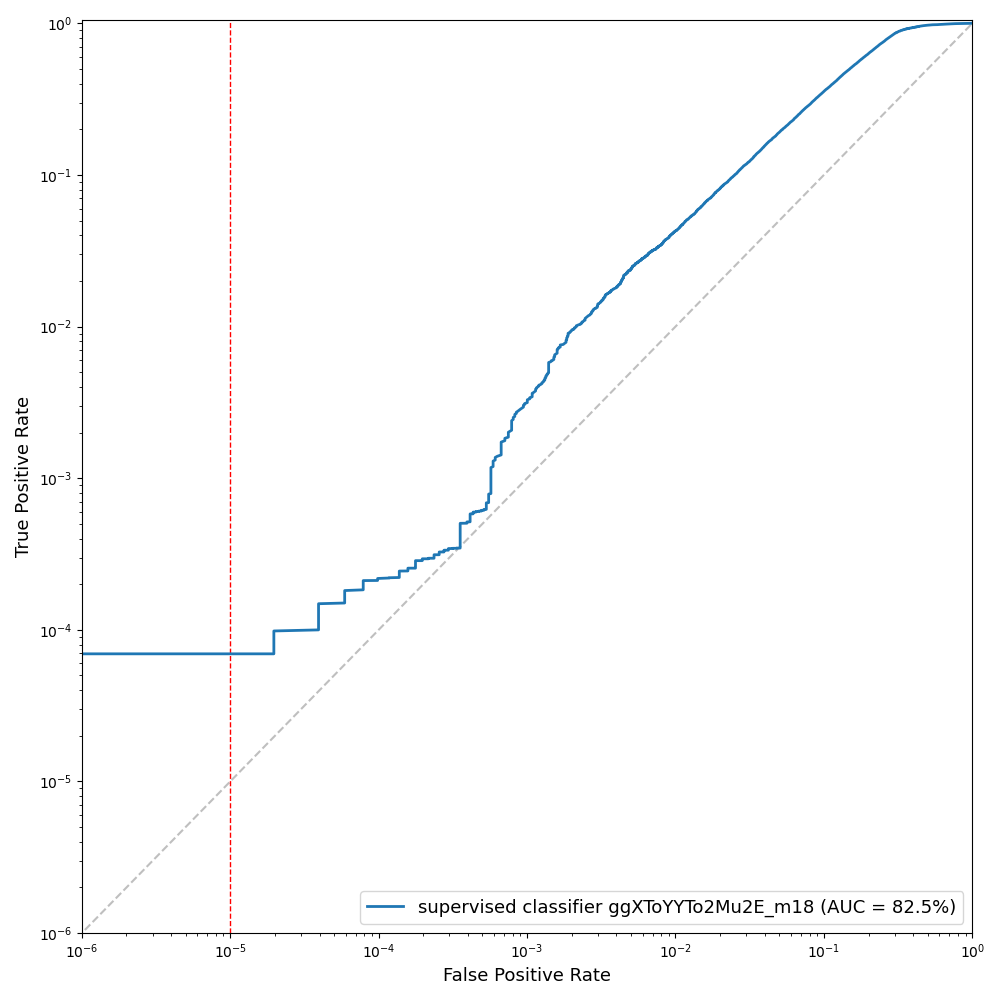 10⁰
10⁻¹
10⁻²
10⁻³
10⁻⁴
10⁻⁵
10⁻⁶
True Positive Rate
supervised classifier ggXToYYTo2Mu2E_m18 (AUC = 82.5%)
10⁻⁶ 10⁻⁵ 10⁻⁴ 10⁻³ 10⁻² 10⁻¹ 10⁰
False Positive Rate